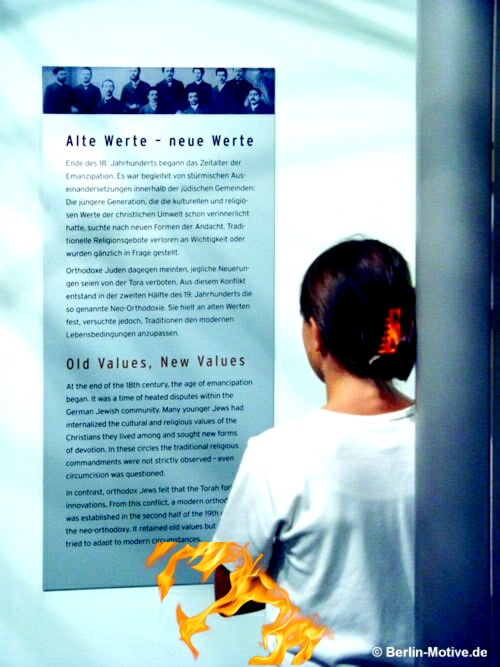 Alte Werte – neue Werte
Ende des 18. Jahrhunderts begann das Zeitalter der
Emanzipation. Es war begleitet von stürmischen Aus-
einandersetzungen innerhalb der jüdischen Gemeinden:
Die jüngere Generation, die die kulturellen und religiö-
sen Werte der christlichen Umwelt schon verinnerlicht
hatte, suchte nach neuen Formen der Andacht. Tradi-
tionelle Religionsgebote verloren an Wichtigkeit oder
wurden gänzlich in Frage gestellt.
Orthodoxe Juden dagegen meinten, jegliche Neuerun-
gen seien von der Tora verboten. Aus diesem Konflikt
entstand in der zweiten Hälfte des 19. Jahrhunderts die
so genannte Neo-Orthodoxie. Sie hielt an alten Werten
fest, versuchte jedoch, Traditionen den modernen
Lebensbedingungen anzupassen.
Old Values, New Values
At the end of the 18th century, the age of emancipation
began. It was a time of heated disputes within the
German Jewish community. Many younger Jews had
internalized the cultural and religious values of the
Christians they lived among and sought new forms
of devotion. In these circles the traditional religious
commandments were not strictly observed – even
circumcision was questioned.
In contrast, orthodox Jews felt that the Torah
innovations. From this conflict, a modern
was established in the second half of the 19th
the neo-orthodoxy. It retained old values but
tried to adapt to modern circumstances.
© Berlin-Motive.de